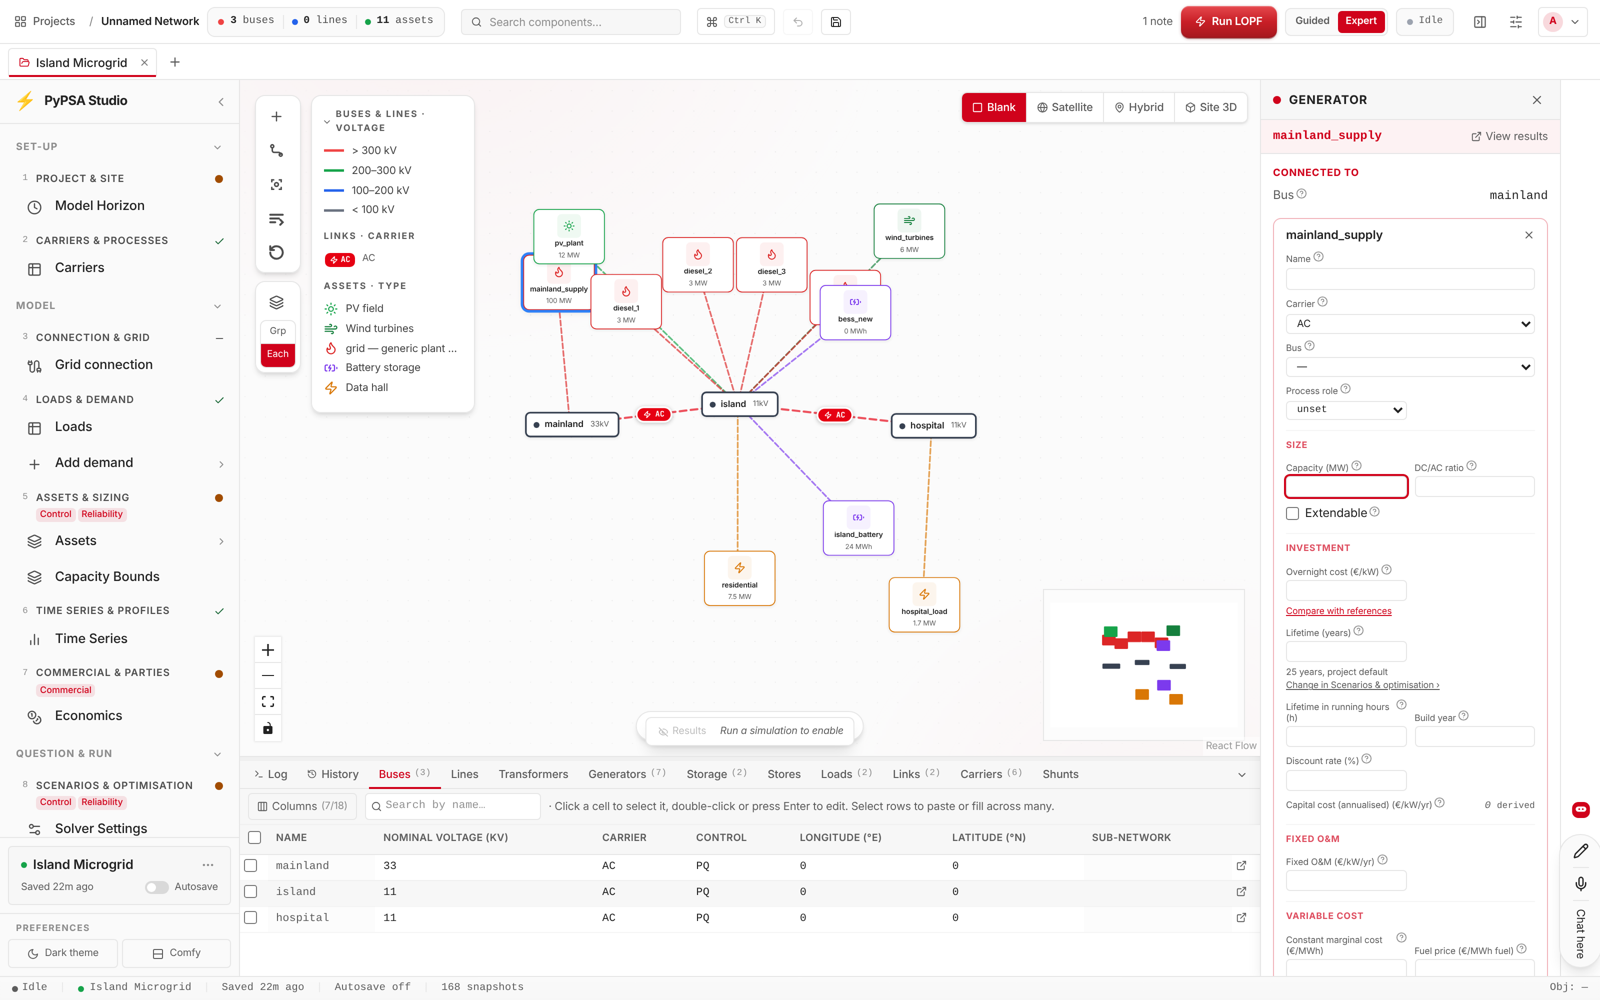 Projects / Unnamed Network
3 buses
0 lines
11 assets
Search components...
Ctrl K
1 note
Run LOPF
Guided
Expert
Idle
A
Island Microgrid
PyPSA Studio
SET-UP
1 PROJECT & SITE
Model Horizon
2 CARRIERS & PROCESSES
Carriers
MODEL
3 CONNECTION & GRID
Grid connection
4 LOADS & DEMAND
Loads
Add demand
5 ASSETS & SIZING
Control
Reliability
Assets
Capacity Bounds
6 TIME SERIES & PROFILES
Time Series
7 COMMERCIAL & PARTIES
Commercial
Economics
QUESTION & RUN
8 SCENARIOS & OPTIMISATION
Control
Reliability
Solver Settings
Island Microgrid
Saved 22m ago
Autosave
PREFERENCES
Dark theme
Comfy
Grp
Each
BUSES & LINES ·
VOLTAGE
> 300 kV
200–300 kV
100–200 kV
< 100 kV
LINKS · CARRIER
AC
AC
ASSETS · TYPE
PV field
Wind turbines
grid — generic plant ...
Battery storage
Data hall
Blank
Satellite
Hybrid
Site 3D
pv_plant
12 MW
wind_turbines
6 MW
diesel_2
3 MW
diesel_3
3 MW
mainland_supply
100 MW
diesel_1
3 MW
bess_new
0 MWh
island 11kV
mainland 33kV
AC
AC
hospital 11kV
island_battery
24 MWh
residential
7.5 MW
hospital_load
1.7 MW
Results
Run a simulation to enable
React Flow
Log
History
Buses (3)
Lines
Transformers
Generators (7)
Storage (2)
Stores
Loads (2)
Links (2)
Carriers (6)
Shunts
Columns (7/18)
Search by name…
· Click a cell to select it, double-click or press Enter to edit. Select rows to paste or fill across many.
NAME NOMINAL VOLTAGE (KV) CARRIER CONTROL LONGITUDE (°E) LATITUDE (°N) SUB-NETWORK
mainland 33 AC PQ 0 0
island 11 AC PQ 0 0
hospital 11 AC PQ 0 0
GENERATOR
mainland_supply
View results
CONNECTED TO
Bus mainland
mainland_supply
Name
Carrier
AC
Bus
—
Process role
unset
SIZE
Capacity (MW)
DC/AC ratio
Extendable
INVESTMENT
Overnight cost (€/kW)
Compare with references
Lifetime (years)
25 years, project default
Change in Scenarios & optimisation ›
Lifetime in running hours
(h)
Build year
Discount rate (%)
Capital cost (annualised) (€/kW/yr)
0 derived
FIXED O&M
Fixed O&M (€/kW/yr)
VARIABLE COST
Constant marginal cost
(€/MWh)
Fuel price (€/MWh fuel)
Chat here
Idle
Island Microgrid
Saved 22m ago
Autosave off
168 snapshots
Obj: —